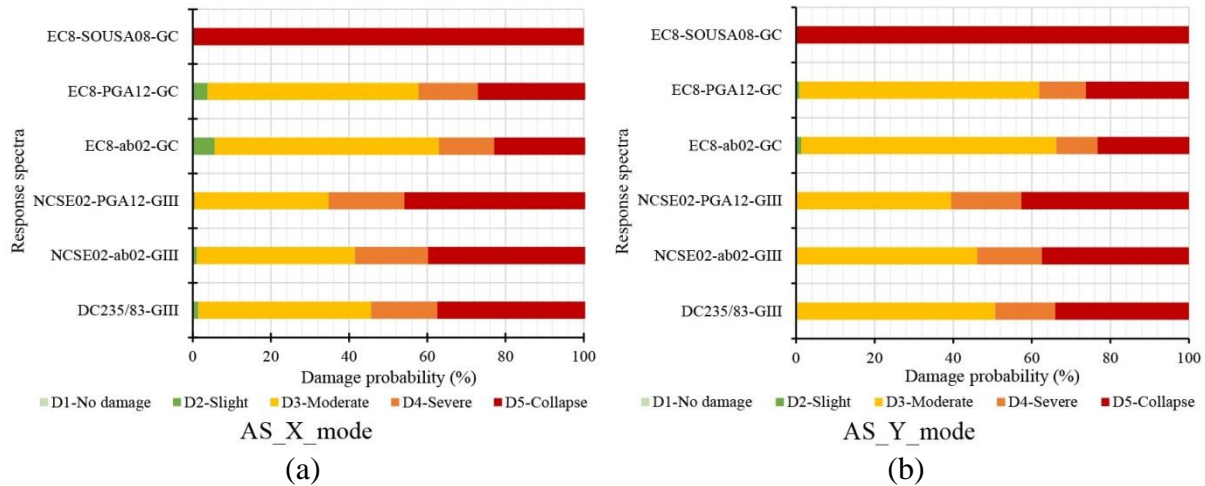 Response spectra
EC8-SOUSA08-GC
EC8-PGA12-GC
EC8-ab02-GC
NCSE02-PGA12-GIII
NCSE02-ab02-GIII
DC235/83-GIII
0 20 40 60 80 100
Damage probability (%)
D1-No damage D2-Slight D3-Moderate D4-Severe D5-Collapse
AS_X_mode
(a)
Response spectra
EC8-SOUSA08-GC
EC8-PGA12-GC
EC8-ab02-GC
NCSE02-PGA12-GIII
NCSE02-ab02-GIII
DC235/83-GIII
0 20 40 60 80 100
Damage probability (%)
D1-No damage D2-Slight D3-Moderate D4-Severe D5-Collapse
AS_Y_mode
(b)